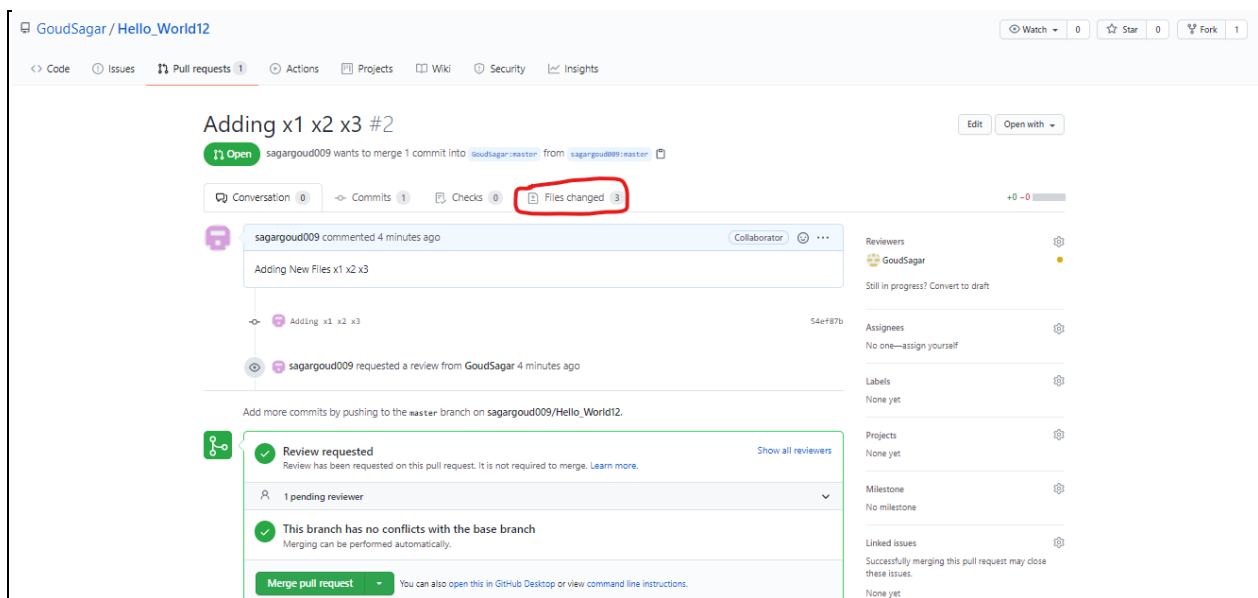 GoudSagar / Hello_World12
Watch 0 Star 0 Fork 1
Code Issues Pull requests 1 Actions Projects Wiki Security Insights
Adding x1 x2 x3 #2
Edit Open with
Open sagargoud009 wants to merge 1 commit into GoudSagar:master from sagargoud009:master
Conversation 0 Commits 1 Checks 0 Files changed 3
+0 −0
sagargoud009 commented 4 minutes ago
Collaborator ...
Adding New Files x1 x2 x3
Adding x1 x2 x3 54ef87b
sagargoud009 requested a review from GoudSagar 4 minutes ago
Add more commits by pushing to the master branch on sagargoud009/Hello_World12.
Review requested
Show all reviewers
Review has been requested on this pull request. It is not required to merge. Learn more.
1 pending reviewer
This branch has no conflicts with the base branch
Merging can be performed automatically.
Merge pull request
You can also open this in GitHub Desktop or view command line instructions.
Reviewers
GoudSagar
Still in progress? Convert to draft
Assignees
No one—assign yourself
Labels
None yet
Projects
None yet
Milestone
No milestone
Linked issues
Successfully merging this pull request may close
these issues.
None yet